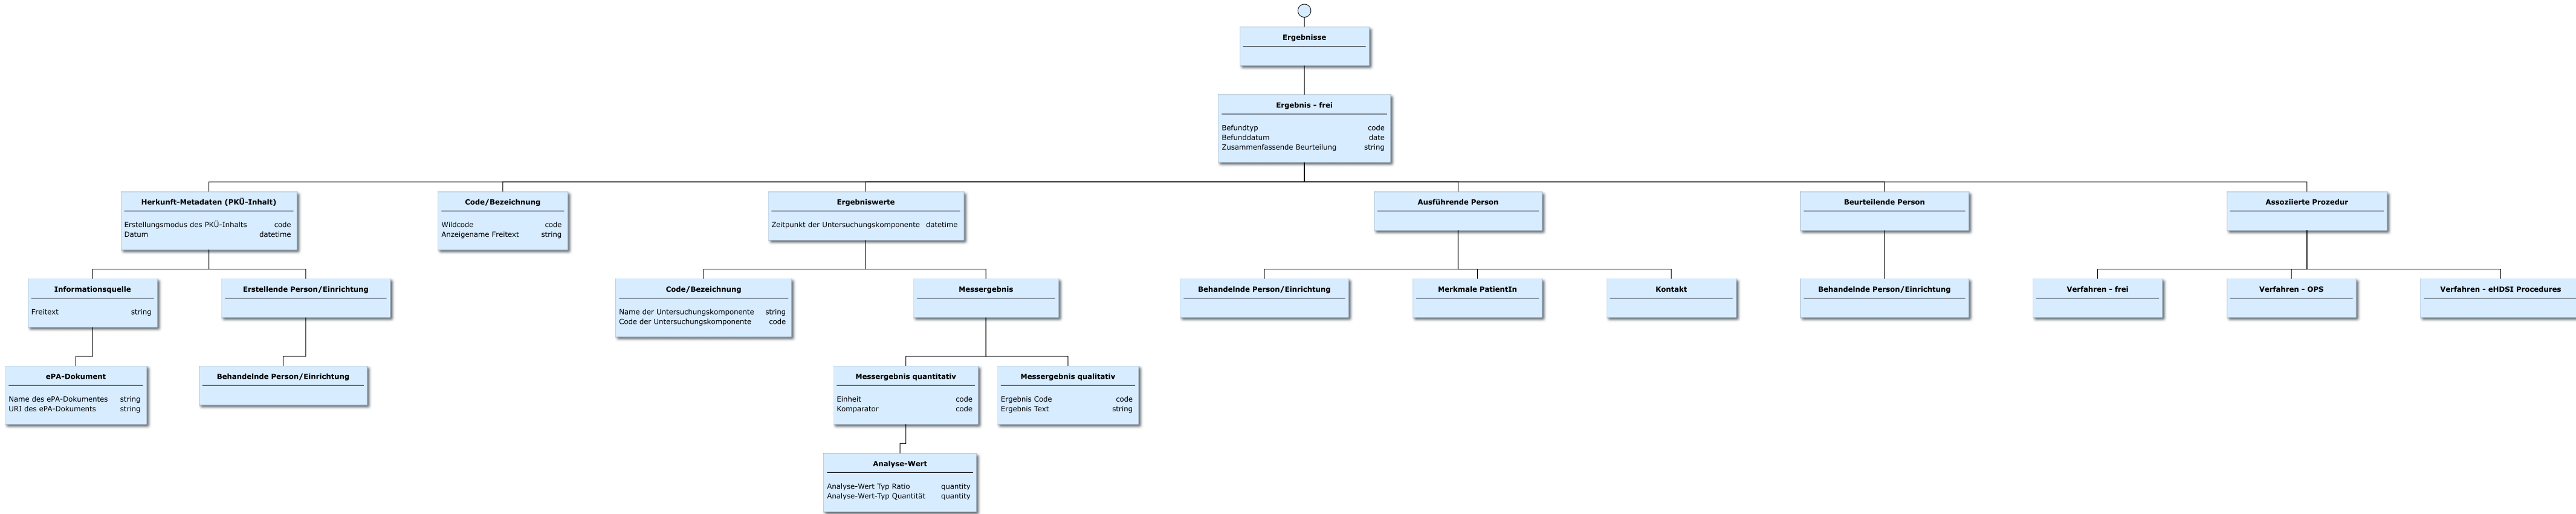 Ergebnisse
Ergebnis - frei
Befundtyp code
Befunddatum date
Zusammenfassende Beurteilung string
Herkunft-Metadaten (PKÜ-Inhalt)
Erstellungsmodus des PKÜ-Inhalts code
Datum datetime
Code/Bezeichnung
Wildcode code
Anzeigename Freitext string
Ergebniswerte
Zeitpunkt der Untersuchungskomponente datetime
Ausführende Person
Beurteilende Person
Assoziierte Prozedur
Informationsquelle
Freitext string
Erstellende Person/Einrichtung
Code/Bezeichnung
Name der Untersuchungskomponente string
Code der Untersuchungskomponente code
Messergebnis
Behandelnde Person/Einrichtung
Merkmale PatientIn
Kontakt
Behandelnde Person/Einrichtung
Verfahren - frei
Verfahren - OPS
Verfahren - eHDSI Procedures
ePA-Dokument
Name des ePA-Dokumentes string
URI des ePA-Dokuments string
Behandelnde Person/Einrichtung
Messergebnis quantitativ
Einheit code
Komparator code
Messergebnis qualitativ
Ergebnis Code code
Ergebnis Text string
Analyse-Wert
Analyse-Wert Typ Ratio quantity
Analyse-Wert-Typ Quantität quantity